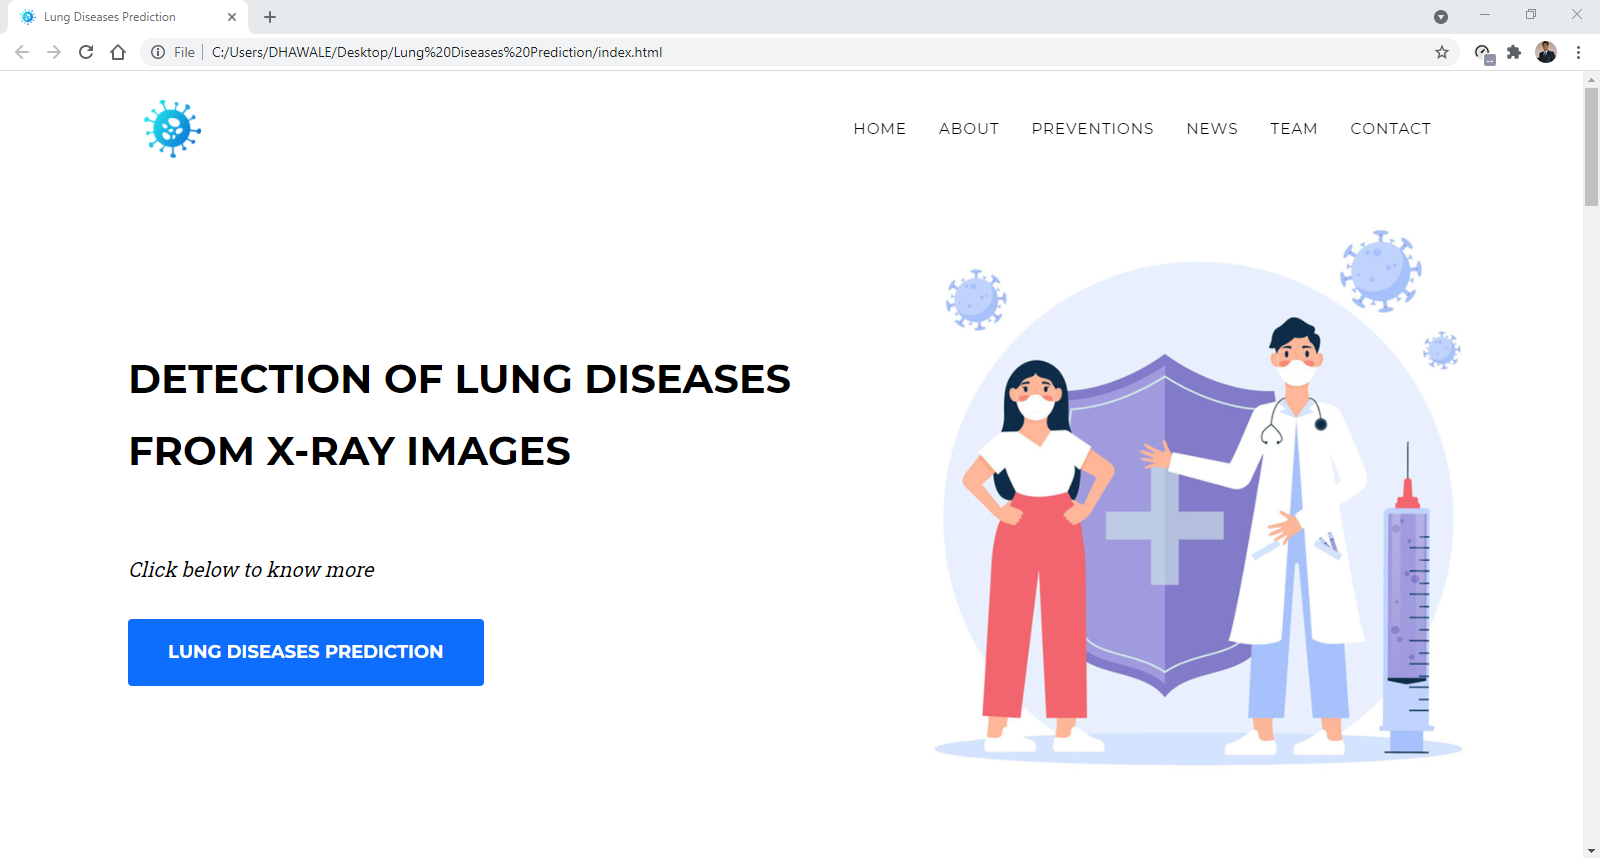 Lung Diseases Prediction
File
C:/Users/DHAWALE/Desktop/Lung%20Diseases%20Prediction/index.html
HOME ABOUT PREVENTIONS NEWS TEAM CONTACT
DETECTION OF LUNG DISEASES
FROM X-RAY IMAGES
Click below to know more
LUNG DISEASES PREDICTION